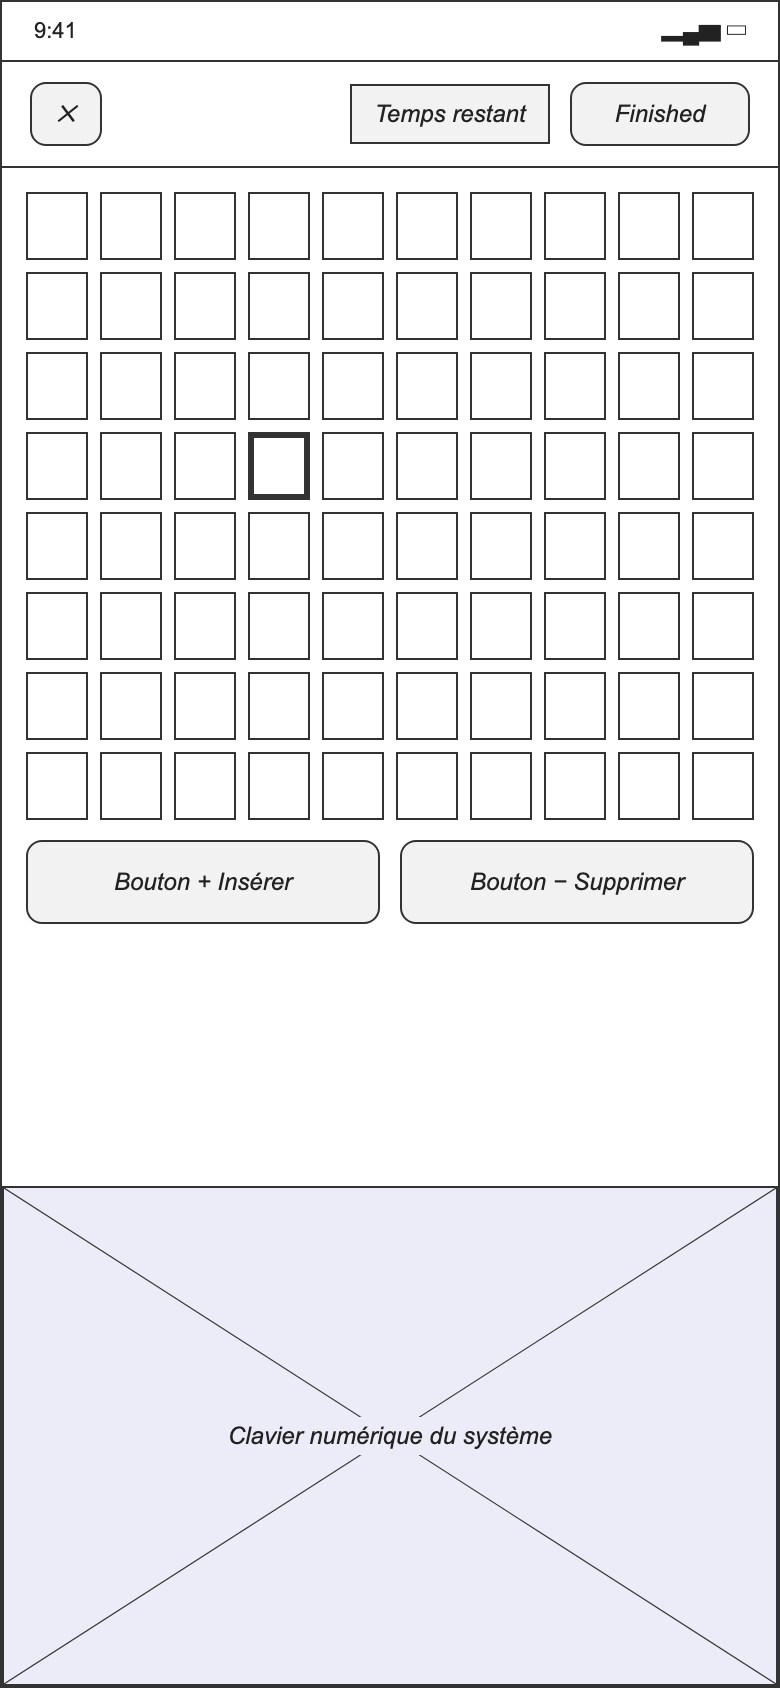 9:41
× Temps restant Finished
Bouton + Insérer Bouton − Supprimer
Clavier numérique du système